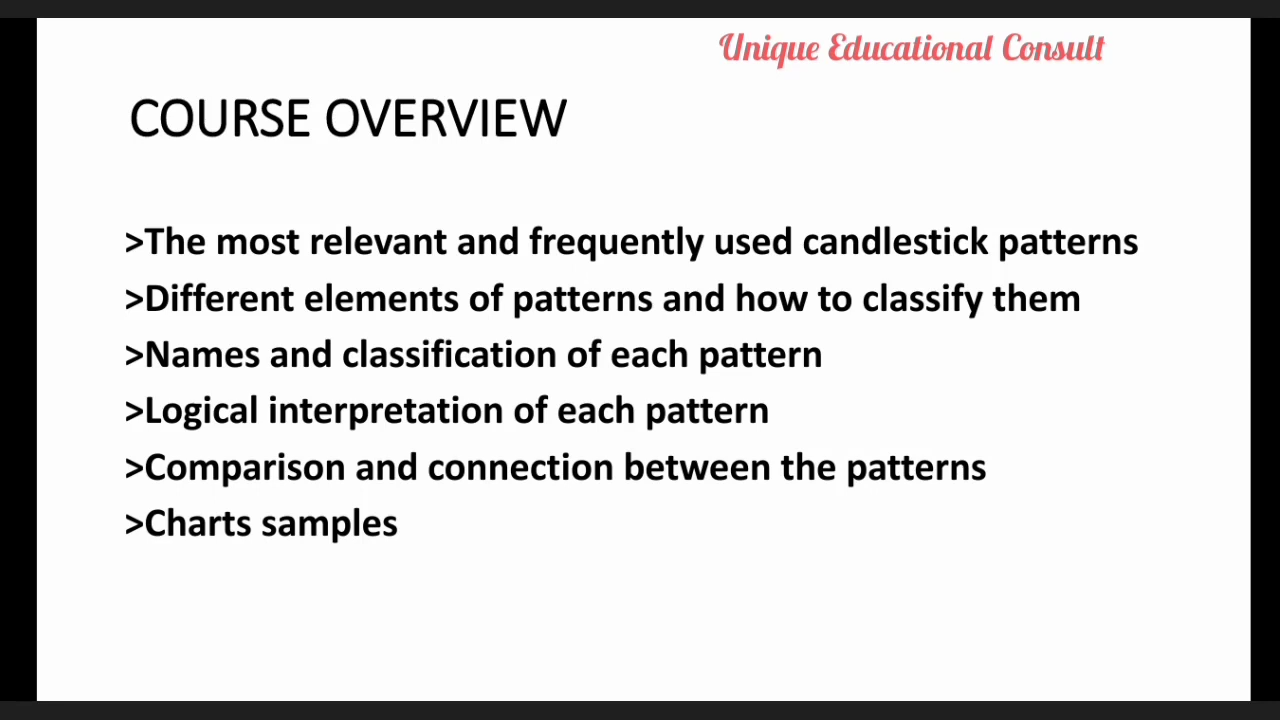 Unique Educational Consult
COURSE OVERVIEW
>The most relevant and frequently used candlestick patterns
>Different elements of patterns and how to classify them
>Names and classification of each pattern
>Logical interpretation of each pattern
>Comparison and connection between the patterns
>Charts samples